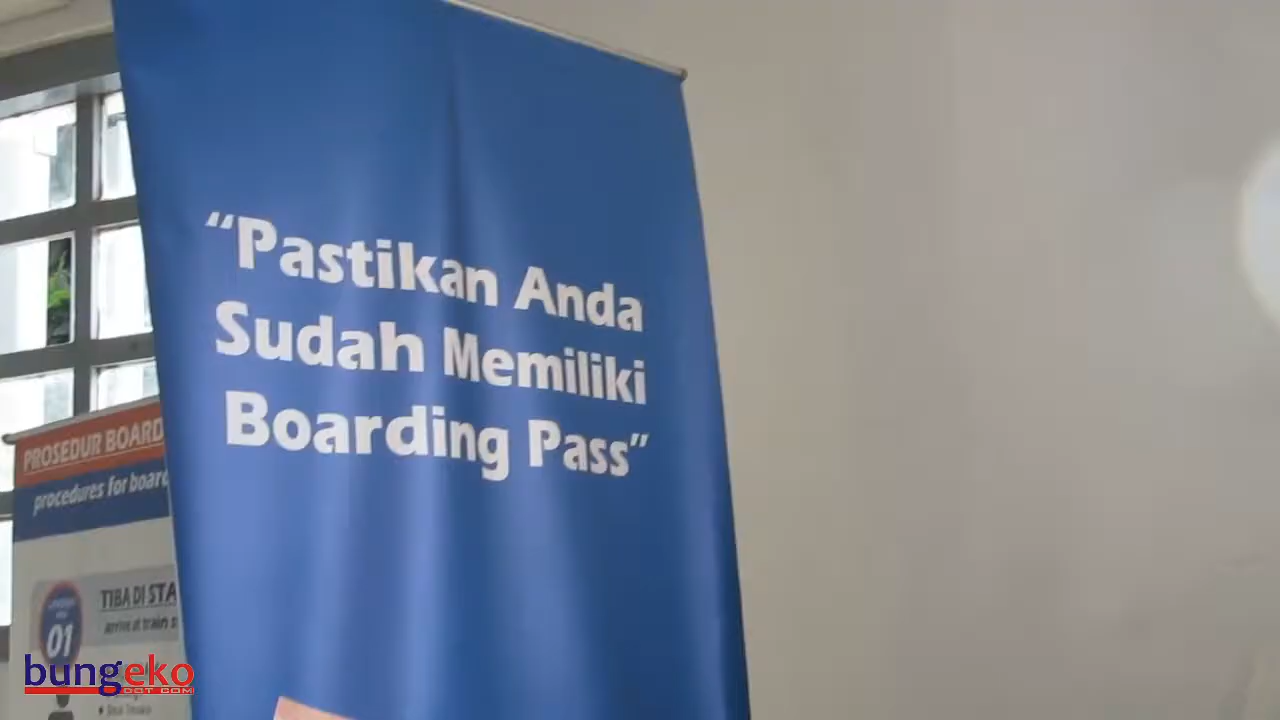 “Pastikan Anda
Sudah Memiliki
Boarding Pass”
PROSEDUR BOARD
procedures for board
TIBA DI STA
arrive at train s
01
bungeko
DOT COM